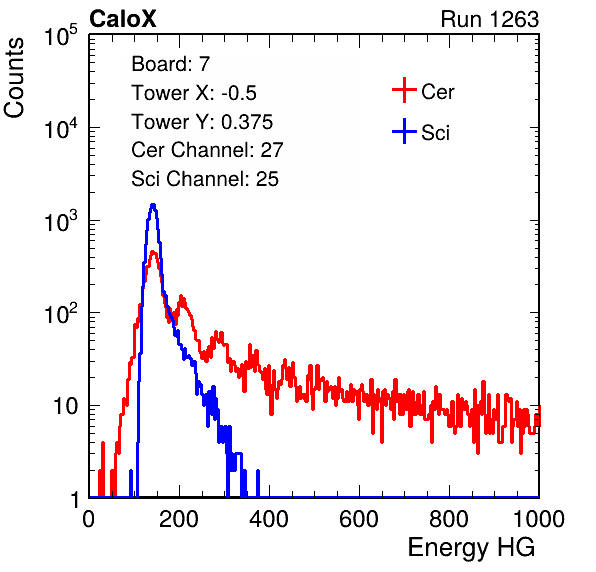 CaloX Run 1263
Board: 7
Tower X: -0.5
Tower Y: 0.375
Cer Channel: 27
Sci Channel: 25
Cer
Sci
Counts
10^5
10^4
10^3
10^2
10
1
0 200 400 600 800 1000
Energy HG